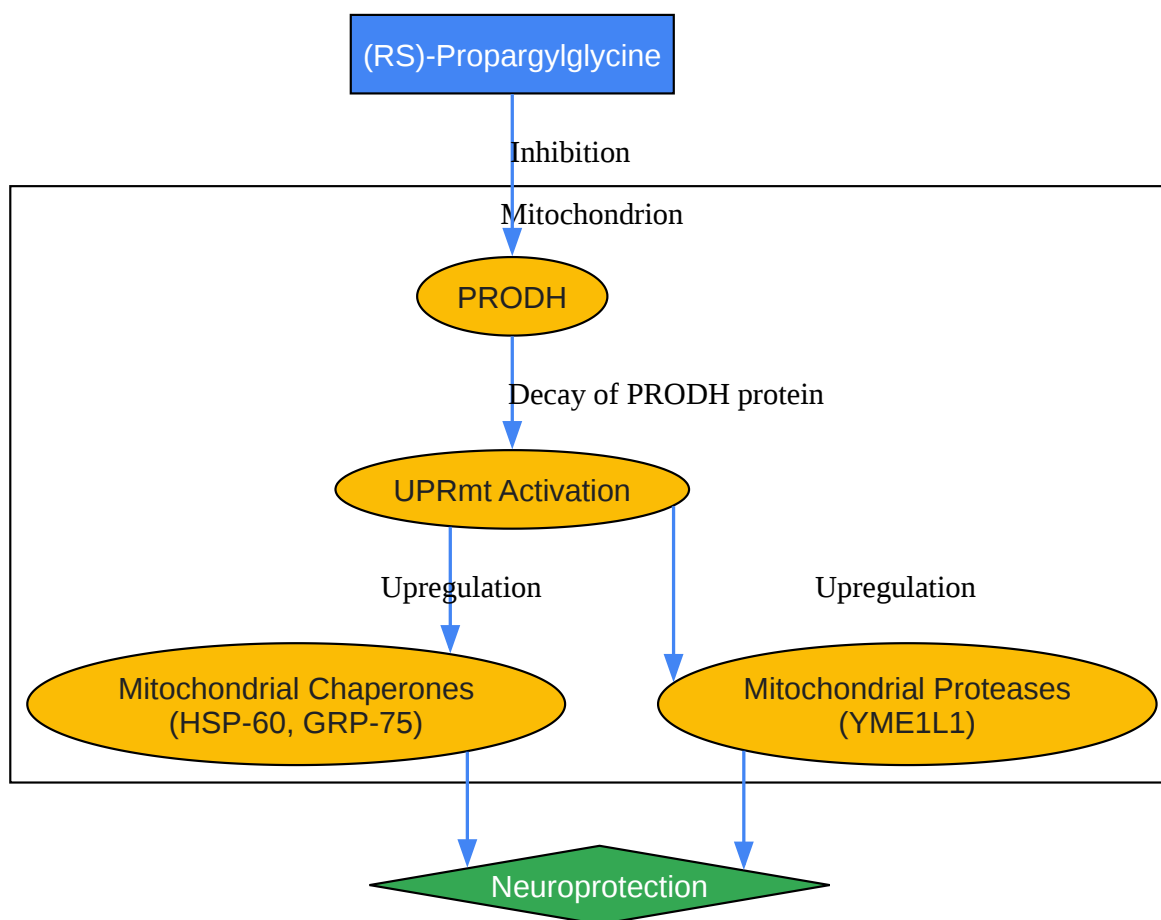 (RS)-Propargylglycine
Inhibition
Mitochondrion
PRODH
Decay of PRODH protein
UPRmt Activation
Upregulation
Upregulation
Mitochondrial Chaperones
(HSP-60, GRP-75)
Mitochondrial Proteases
(YME1L1)
Neuroprotection